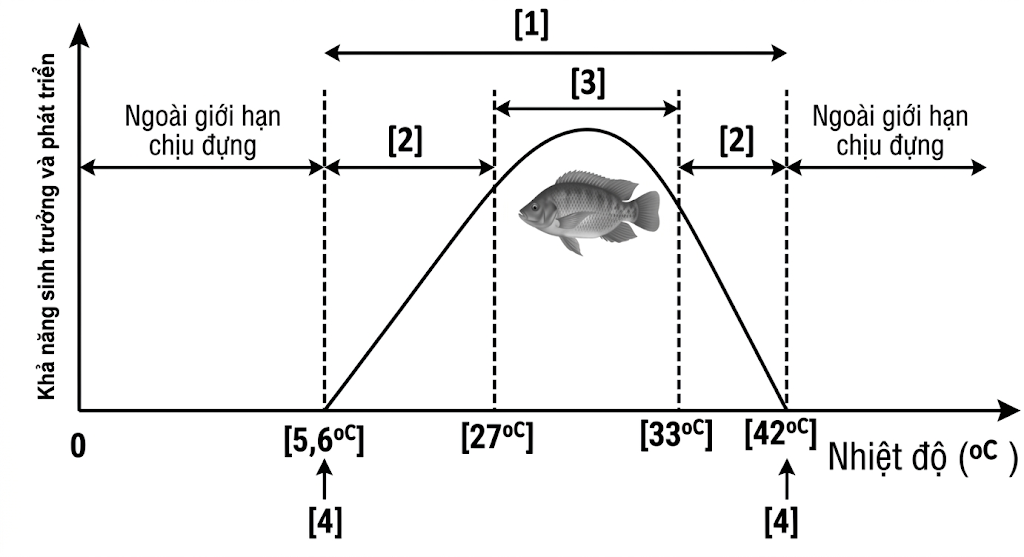 [1]
[3]
Ngoài giới hạn
chịu đựng
[2]
[2]
Ngoài giới hạn
chịu đựng
Khả năng sinh trưởng và phát triển
0
[5,6ºC]
[27ºC]
[33ºC]
[42ºC]
Nhiệt độ (ºC )
[4]
[4]